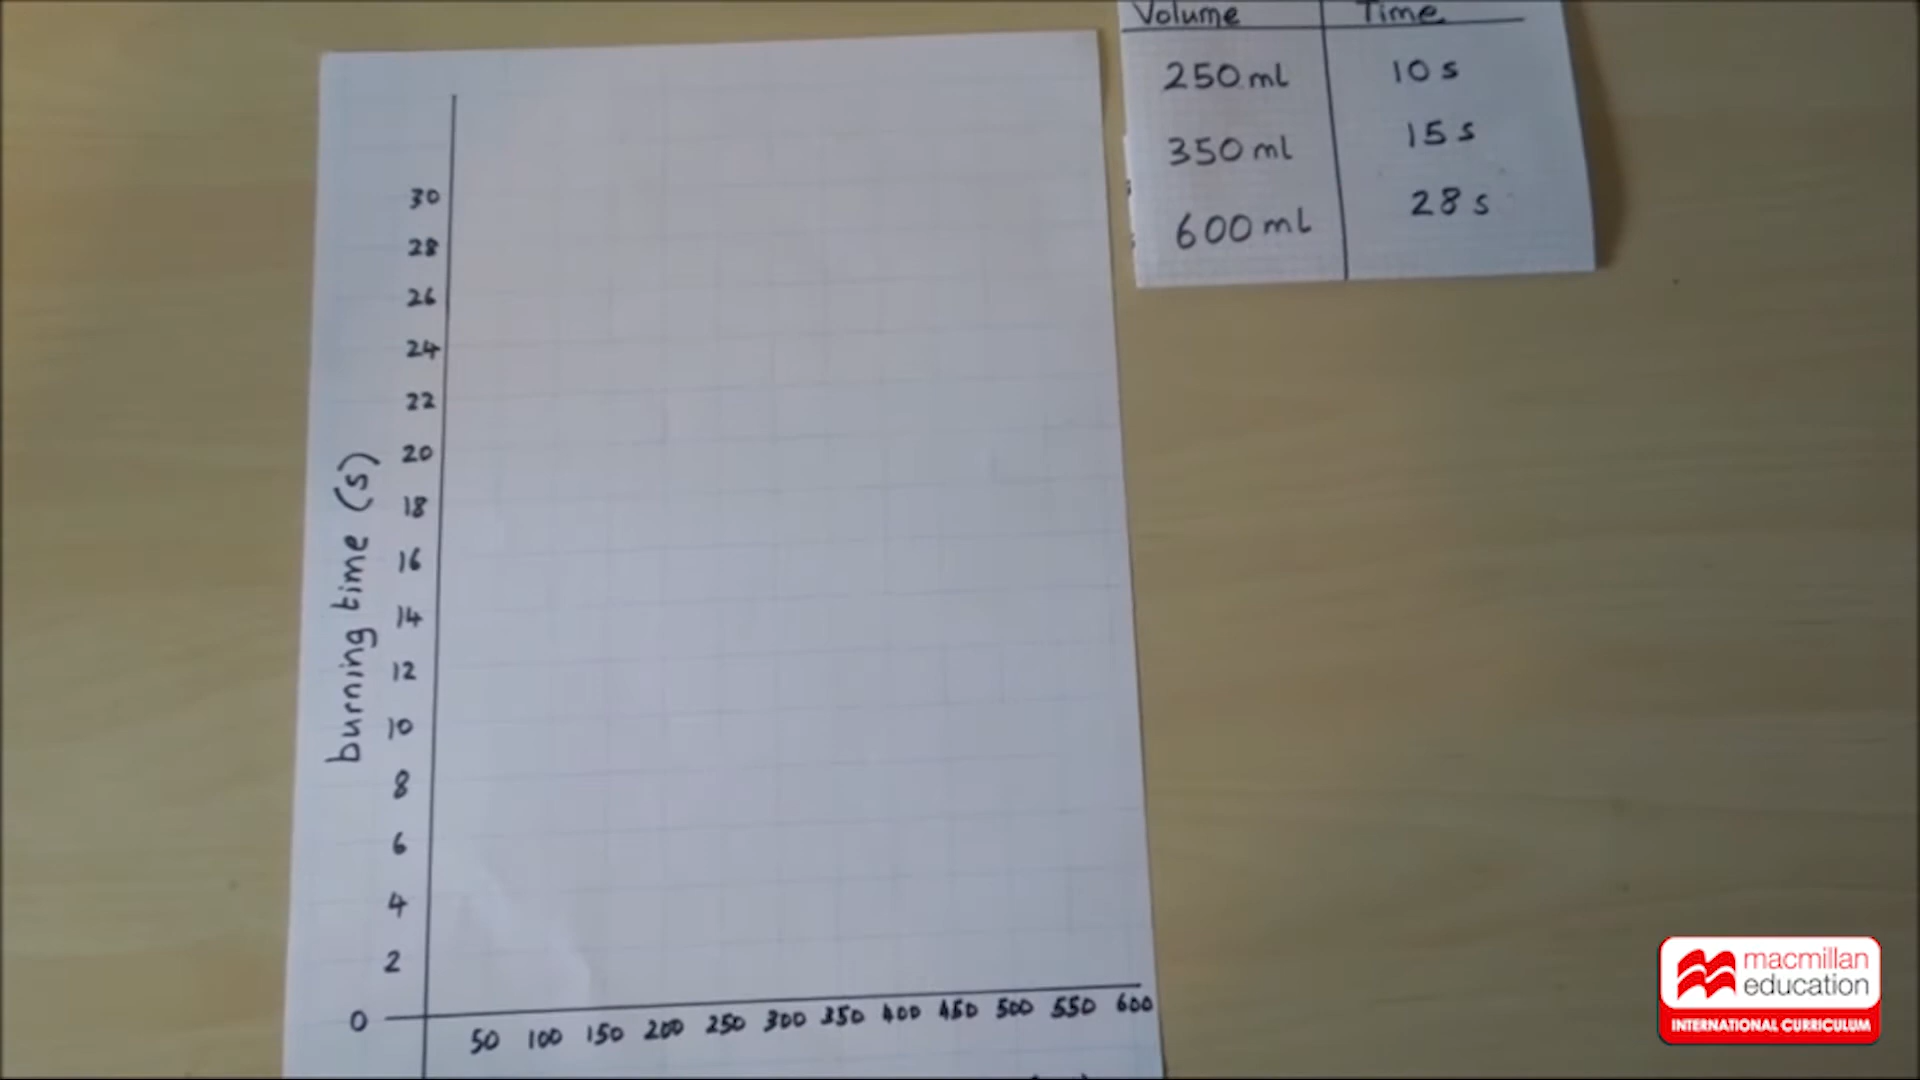 Volume Time
250 ml 10 s
350 ml 15 s
600 ml 28 s
burning time (s)
30
28
26
24
22
20
18
16
14
12
10
8
6
4
2
0
50 100 150 200 250 300 350 400 450 500 550 600
macmillan
education
INTERNATIONAL CURRICULUM